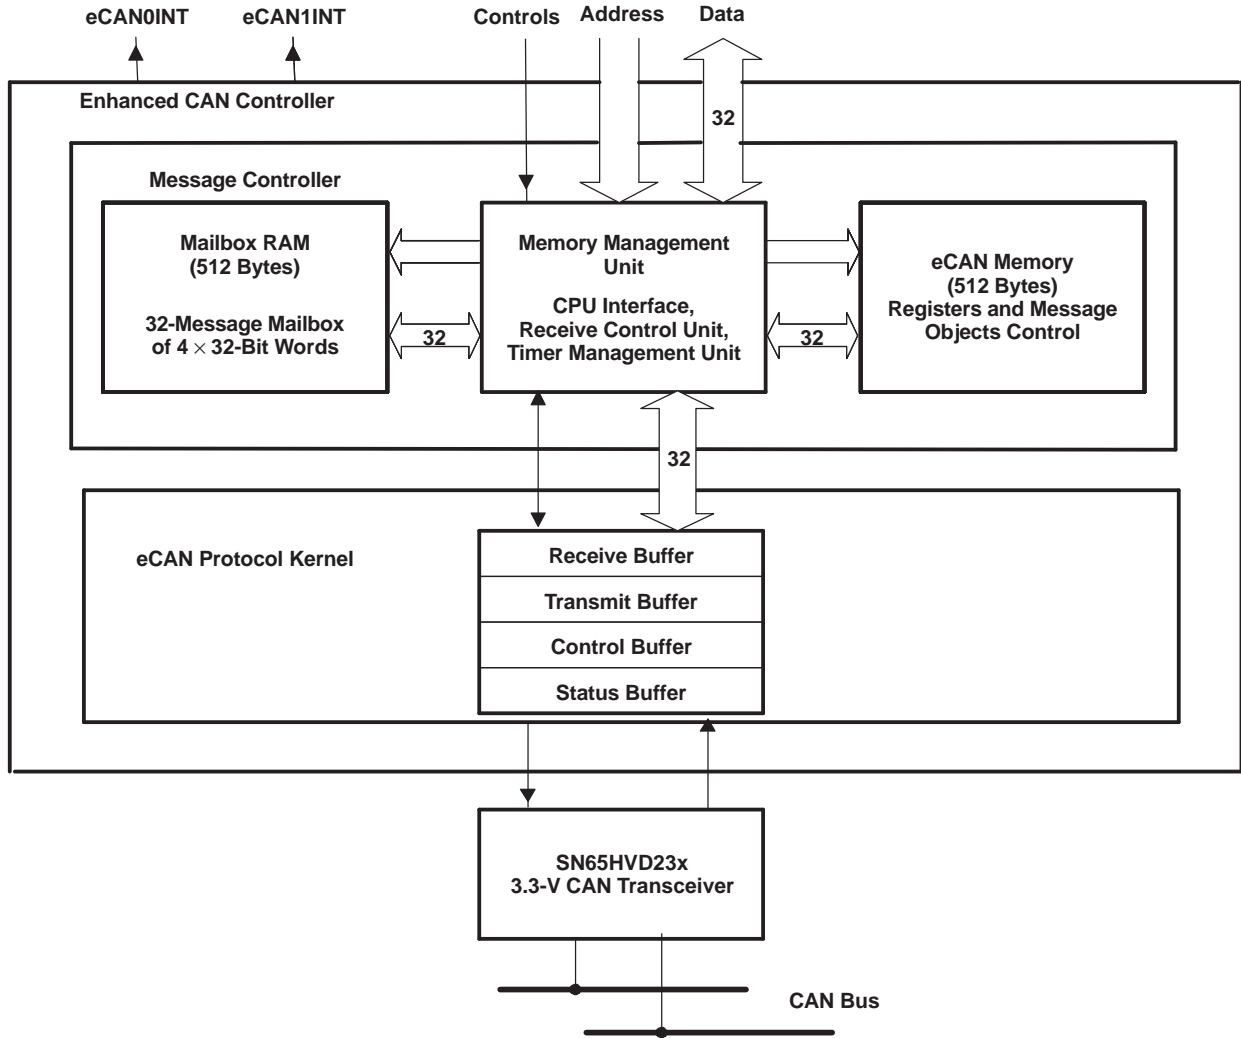 eCAN0INT
eCAN1INT
Controls
Address
Data
Enhanced CAN Controller
32
Message Controller
Mailbox RAM
(512 Bytes)
32-Message Mailbox
of 4 × 32-Bit Words
32
Memory Management
Unit
CPU Interface,
Receive Control Unit,
Timer Management Unit
32
eCAN Memory
(512 Bytes)
Registers and Message
Objects Control
32
eCAN Protocol Kernel
Receive Buffer
Transmit Buffer
Control Buffer
Status Buffer
SN65HVD23x
3.3-V CAN Transceiver
CAN Bus